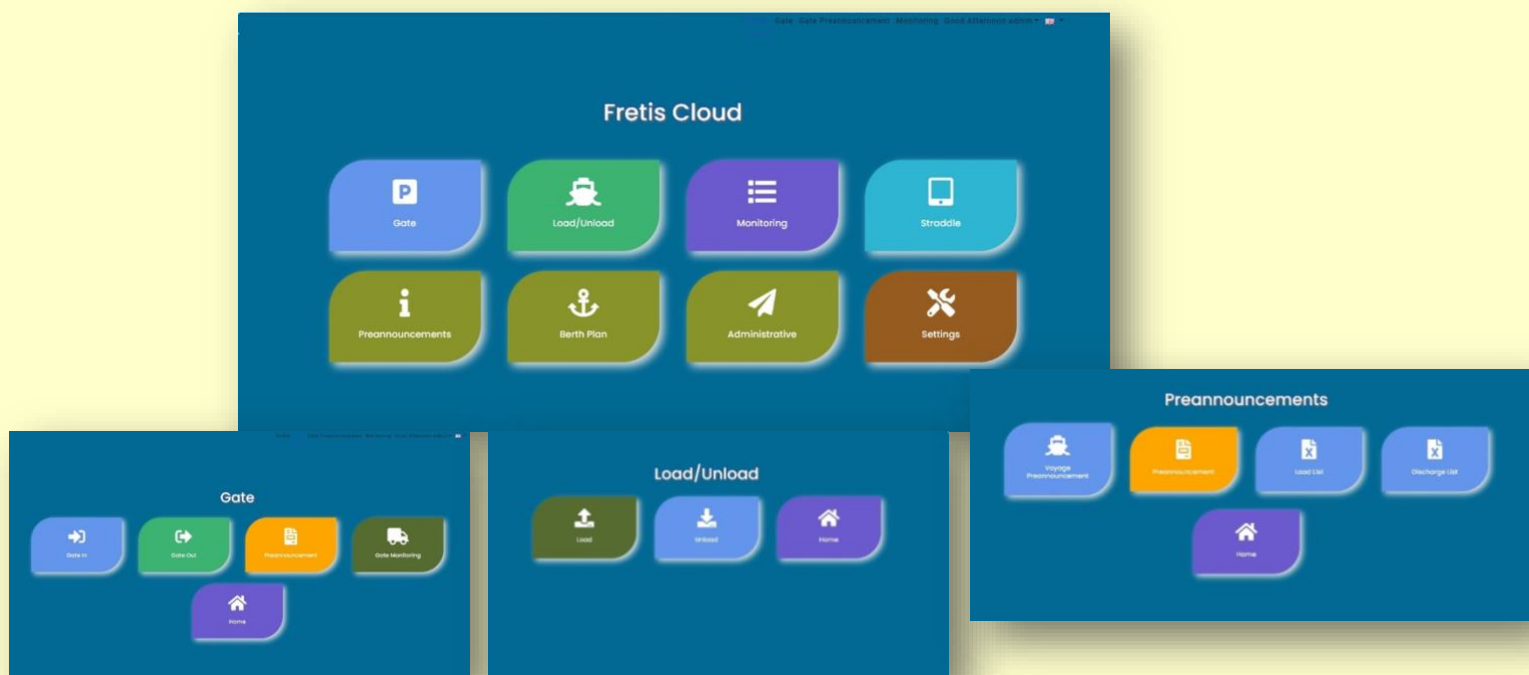 Gate Gate Preannouncement Monitoring Good Afternoon admin
Fretis Cloud
P
Gate
Load/Unload
Monitoring
Straddle
Preannouncements
Berth Plan
Administrative
Settings
Gate
Gate In
Gate Out
Preannouncement
Gate Monitoring
Home
Load/Unload
Load
Unload
Home
Preannouncements
Voyage
Preannouncement
Preannouncement
X
Load List
X
Discharge List
Home